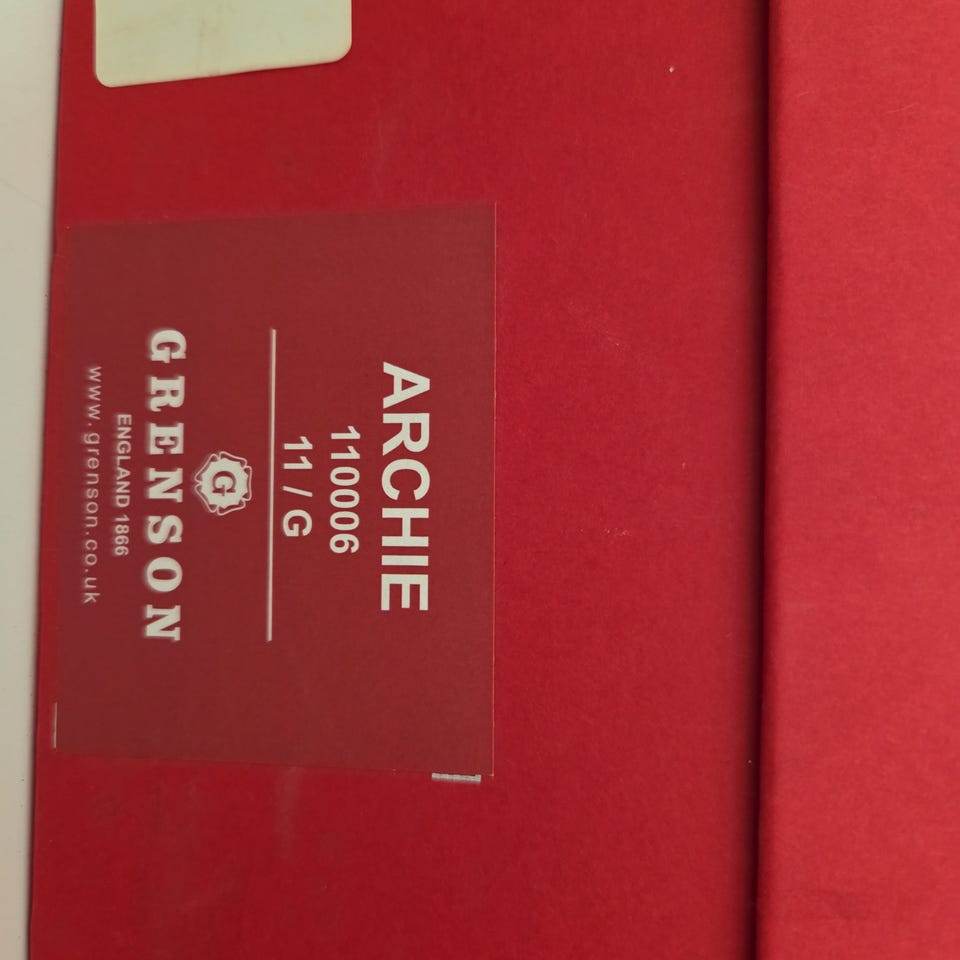 ARCHIE
110006
11 / G
G
GRENSON
ENGLAND 1866
www.grenson.co.uk